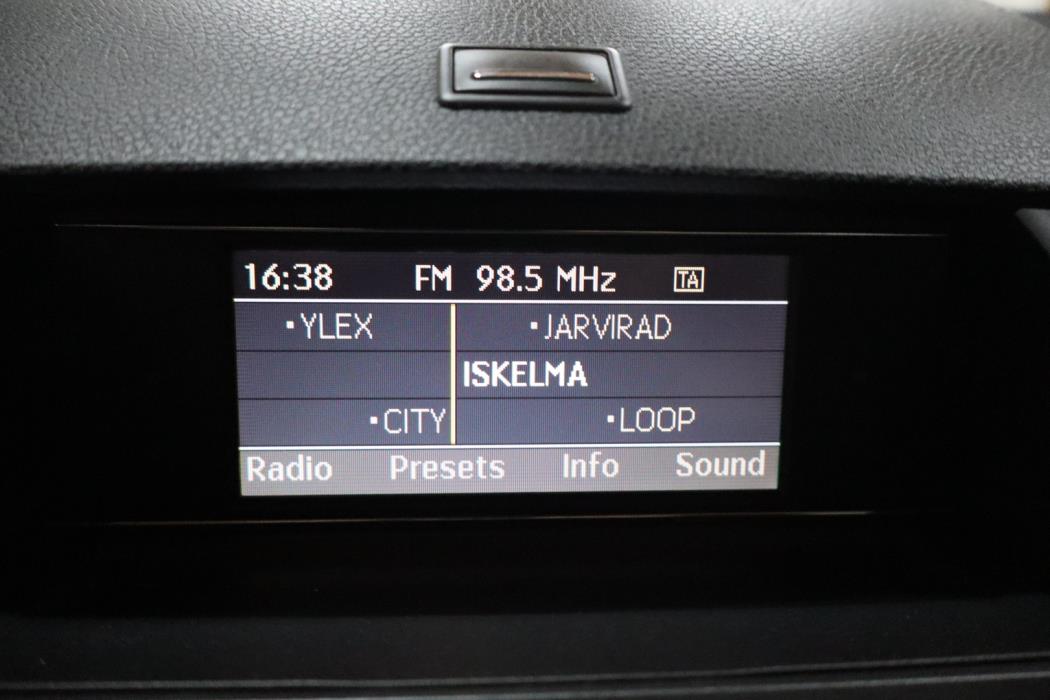 16:38 FM 98.5 MHz TA
▪YLEX ▪JARVIRAD
ISKELMA
▪CITY ▪LOOP
Radio Presets Info Sound